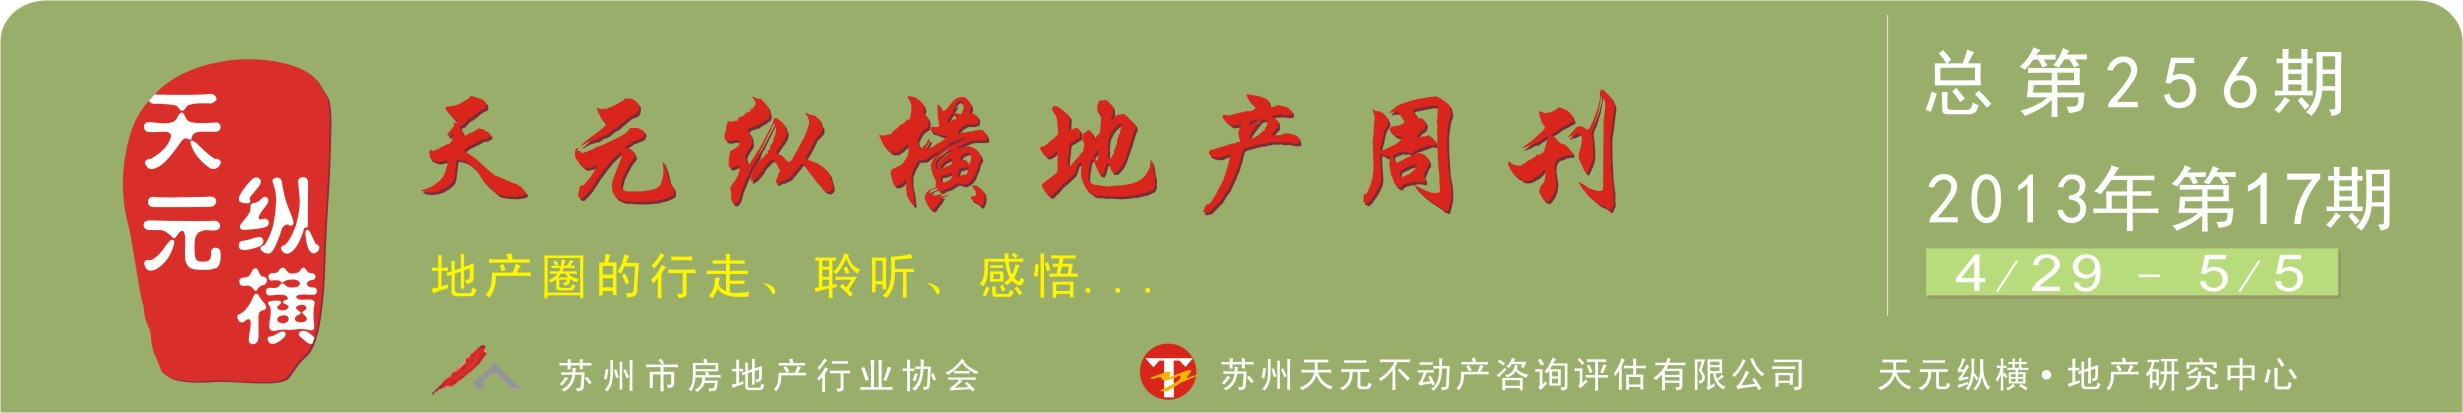 天元
纵横
天元纵横地产周刊
地产圈的行走、聆听、感悟...
苏州市房地产行业协会
苏州天元不动产咨询评估有限公司
天元纵横•地产研究中心
总第256期
2013年第17期
4/29 - 5/5